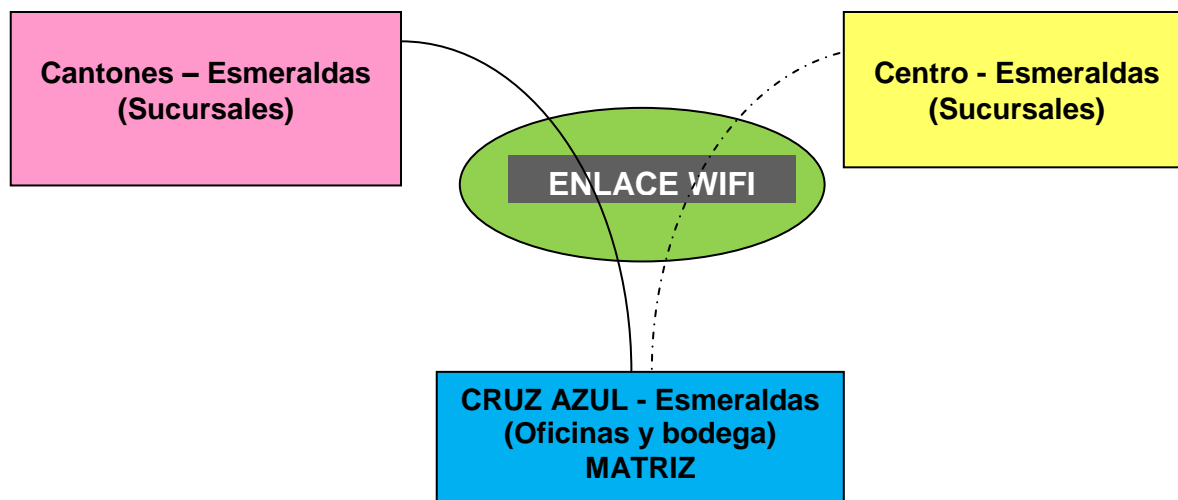 Cantones – Esmeraldas
(Sucursales)
Centro - Esmeraldas
(Sucursales)
ENLACE WIFI
CRUZ AZUL - Esmeraldas
(Oficinas y bodega)
MATRIZ